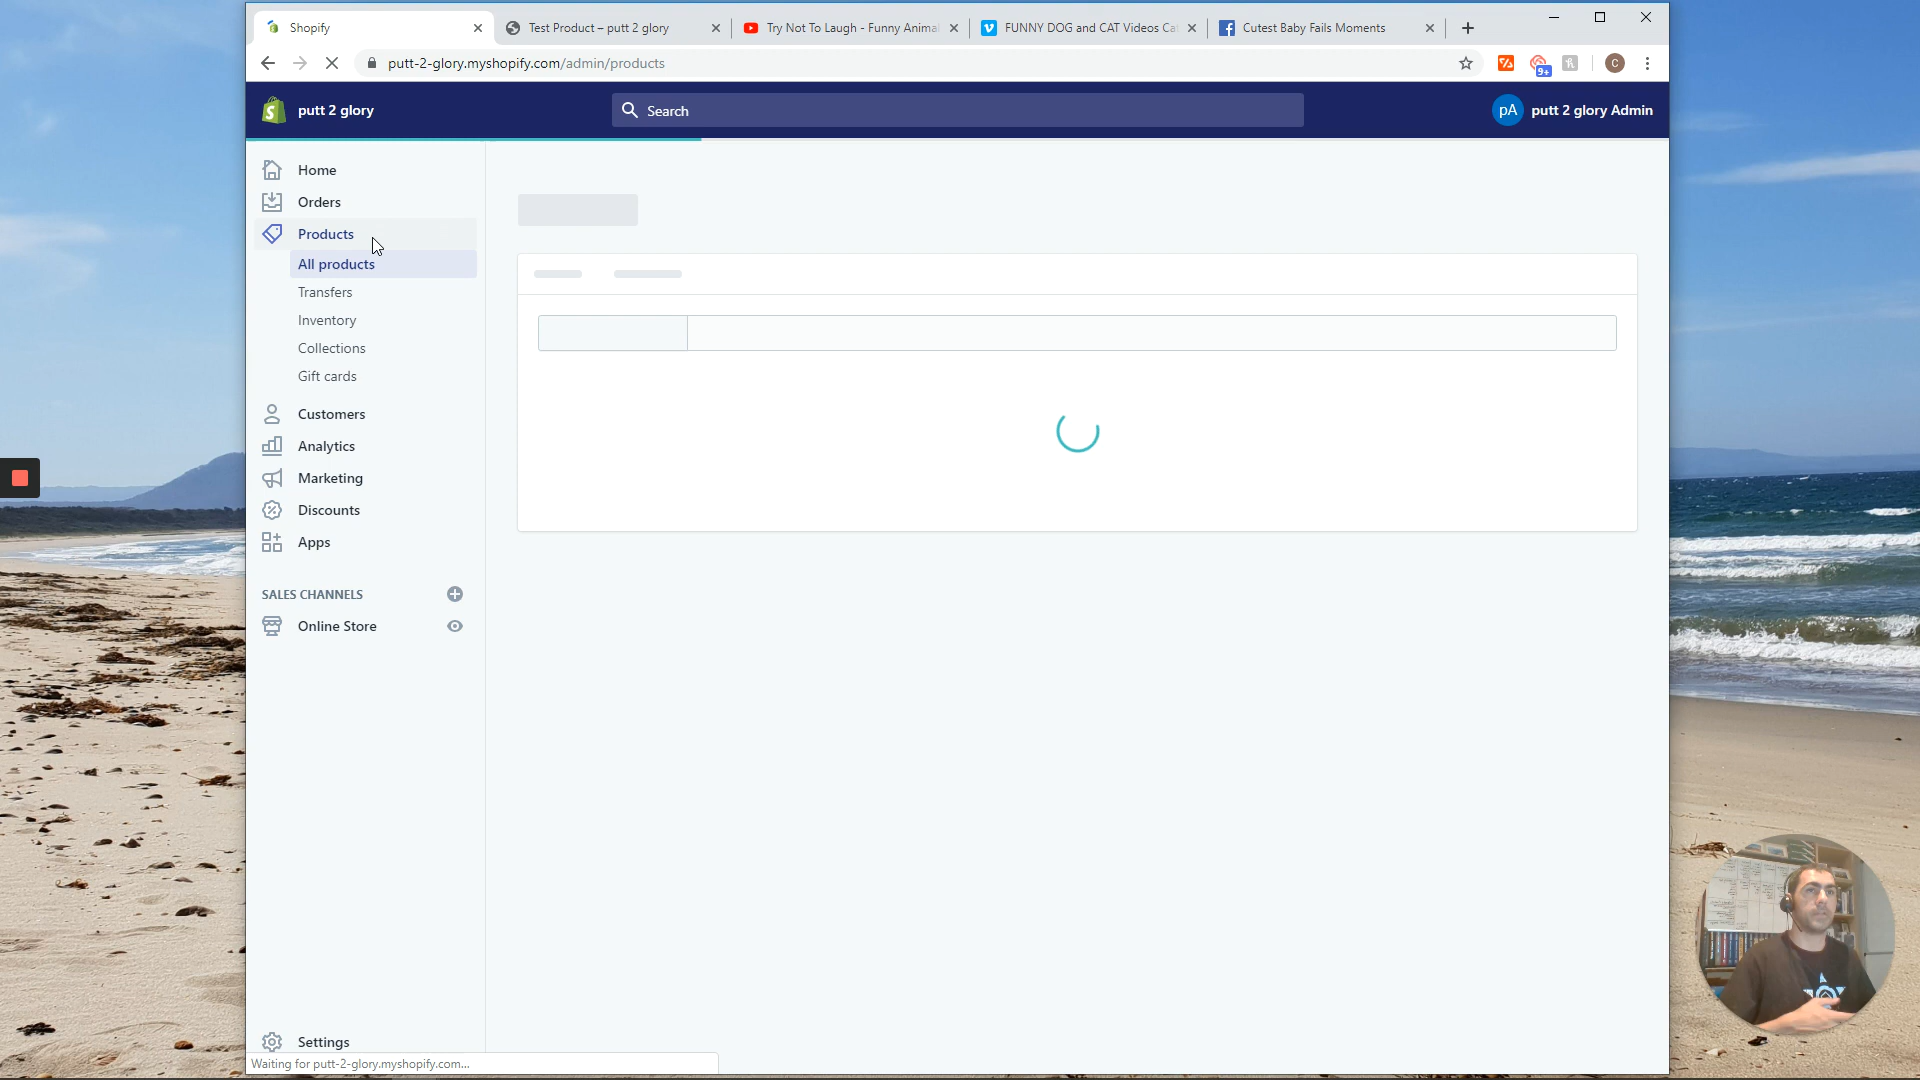 Shopify
Test Product – putt 2 glory
Try Not To Laugh - Funny Anima
FUNNY DOG and CAT Videos Ca
Cutest Baby Fails Moments
putt-2-glory.myshopify.com/admin/products
9+
C
putt 2 glory
Search
pA
putt 2 glory Admin
Home
Orders
Products
All products
Transfers
Inventory
Collections
Gift cards
Customers
Analytics
Marketing
Discounts
Apps
SALES CHANNELS
Online Store
Settings
Waiting for putt-2-glory.myshopify.com...